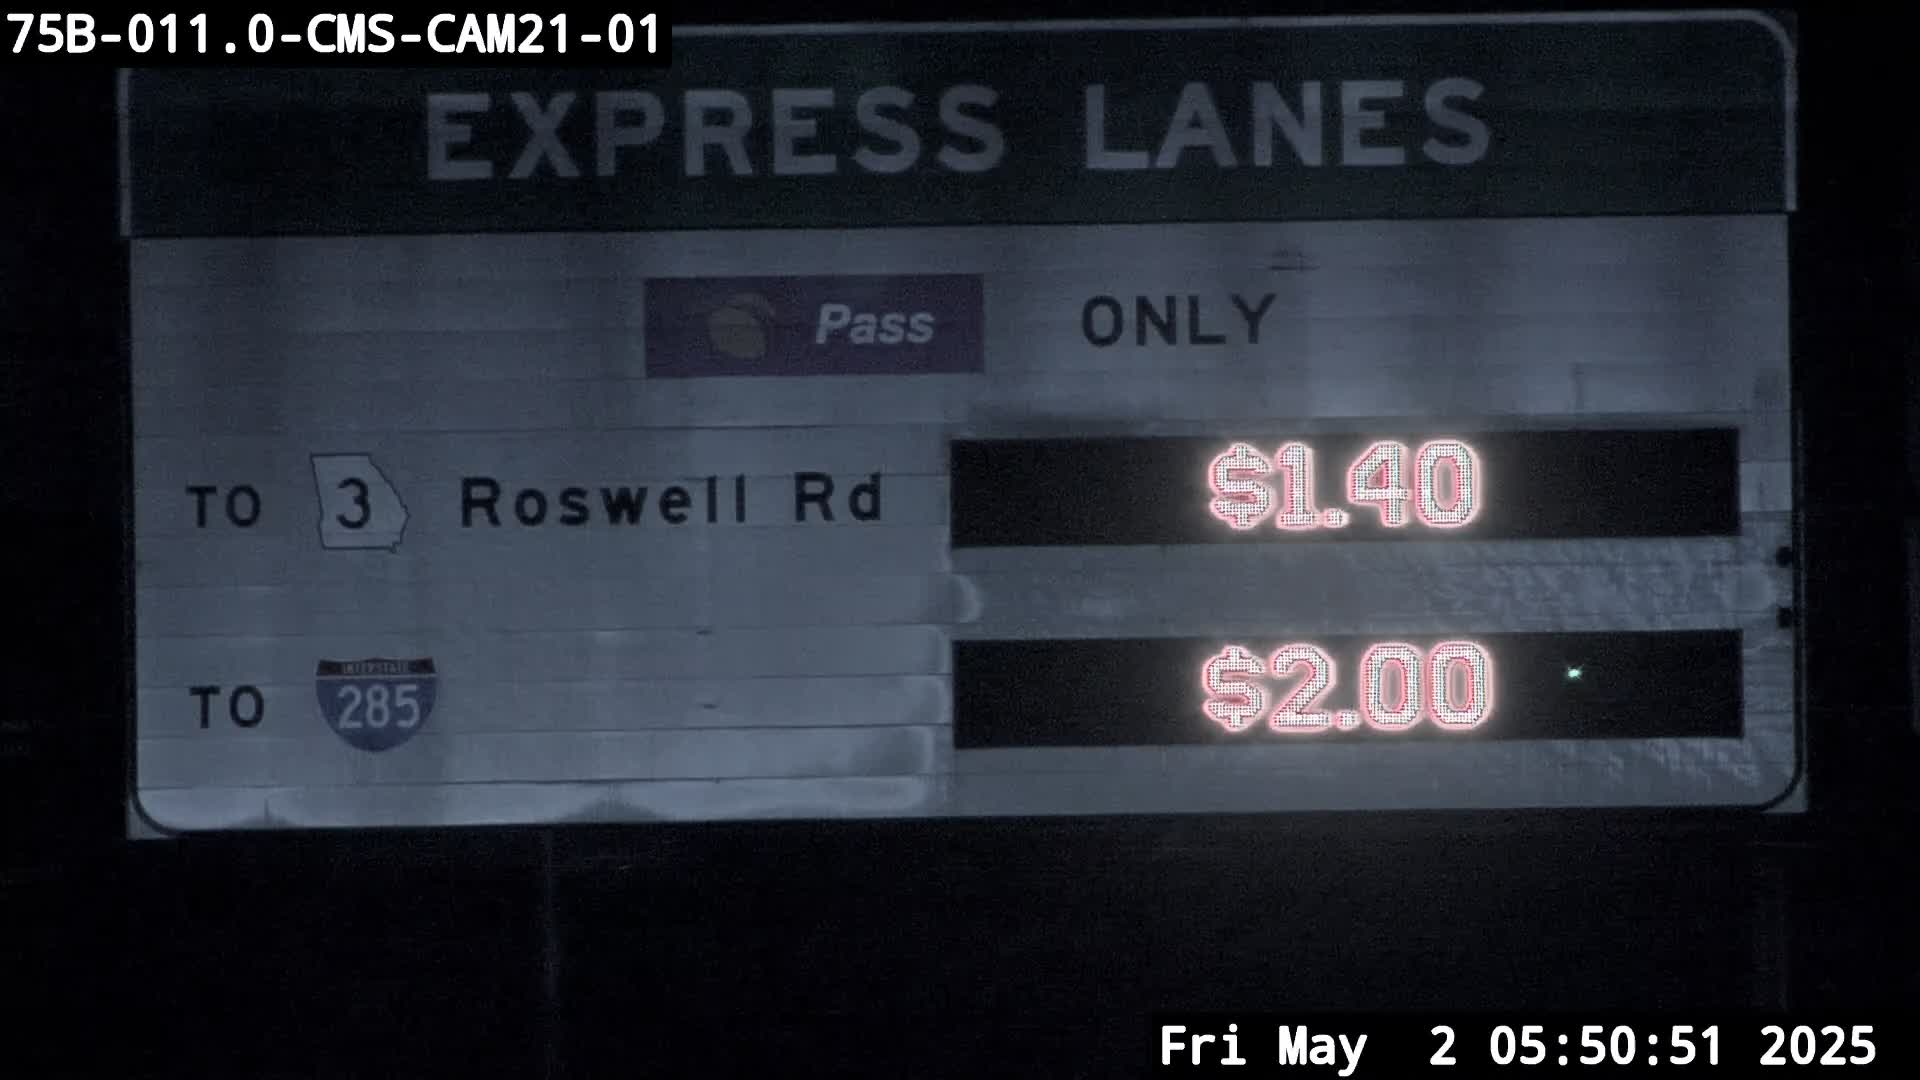 75B-011.0-CMS-CAM21-01
EXPRESS LANES
Pass ONLY
TO 3 Roswell Rd $1.40
INTERSTATE
TO 285 $2.00
Fri May 2 05:50:51 2025